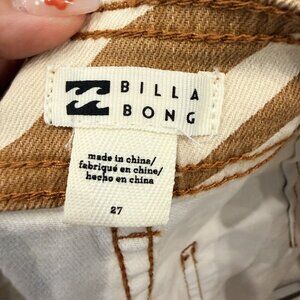 BILLA
BONG
made in china/
fabriqué en chine/
hecho en china
27